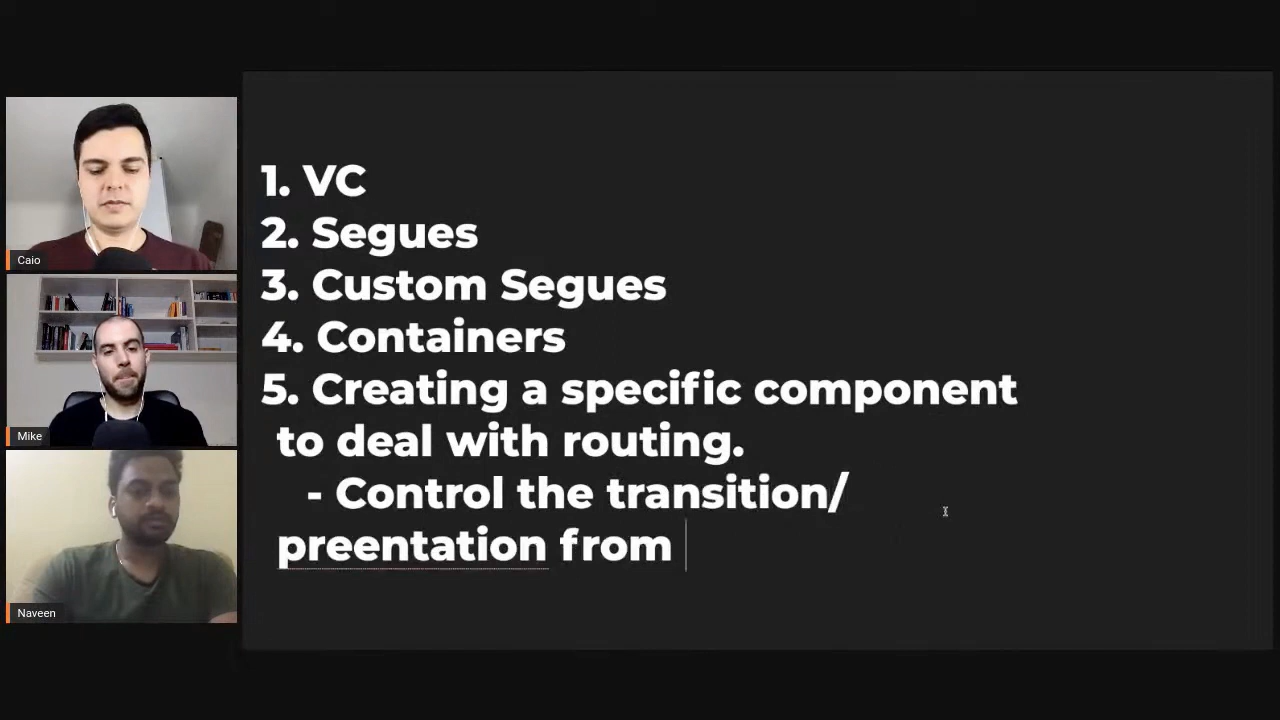 Caio
Mike
Naveen
1. VC
2. Segues
3. Custom Segues
4. Containers
5. Creating a specific component
to deal with routing.
- Control the transition/
preentation from